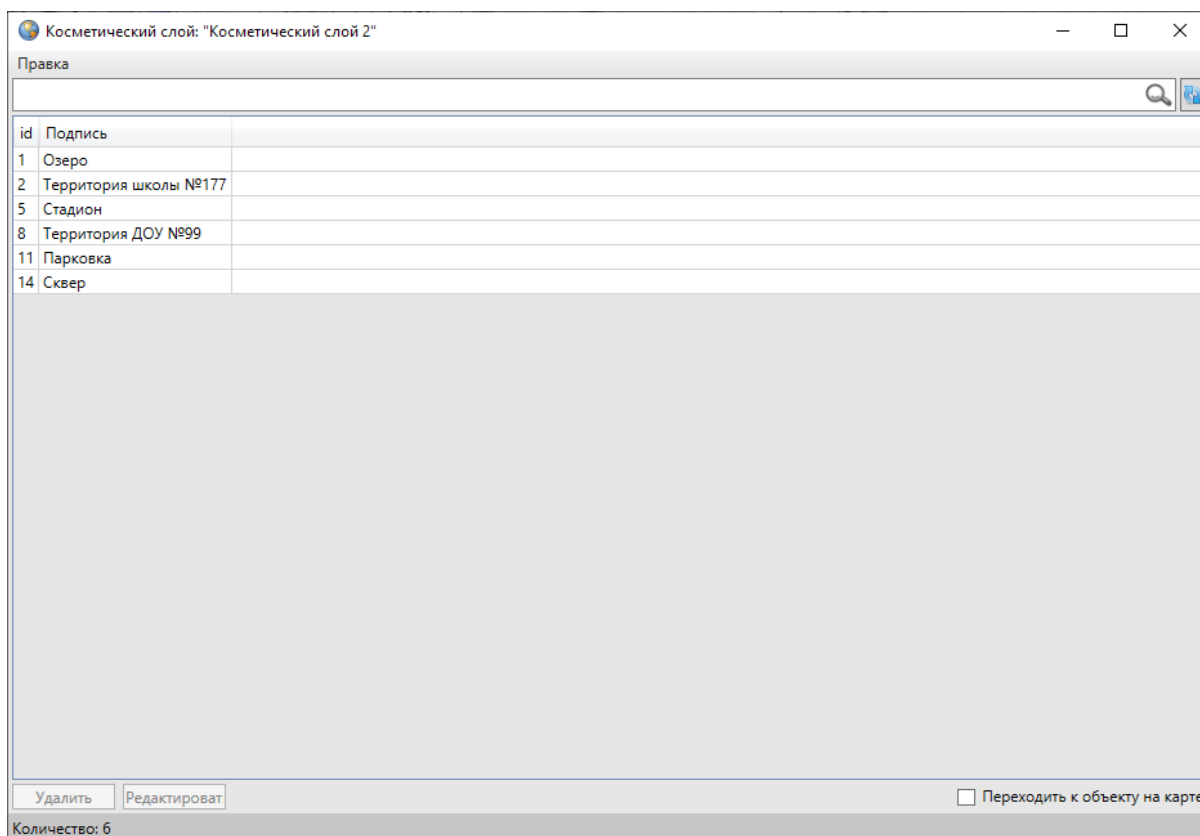 Косметический слой: "Косметический слой 2"
Правка
id Подпись
1 Озеро
2 Территория школы №177
5 Стадион
8 Территория ДОУ №99
11 Парковка
14 Сквер
Удалить Редактироват Переходить к объекту на карте
Количество: 6